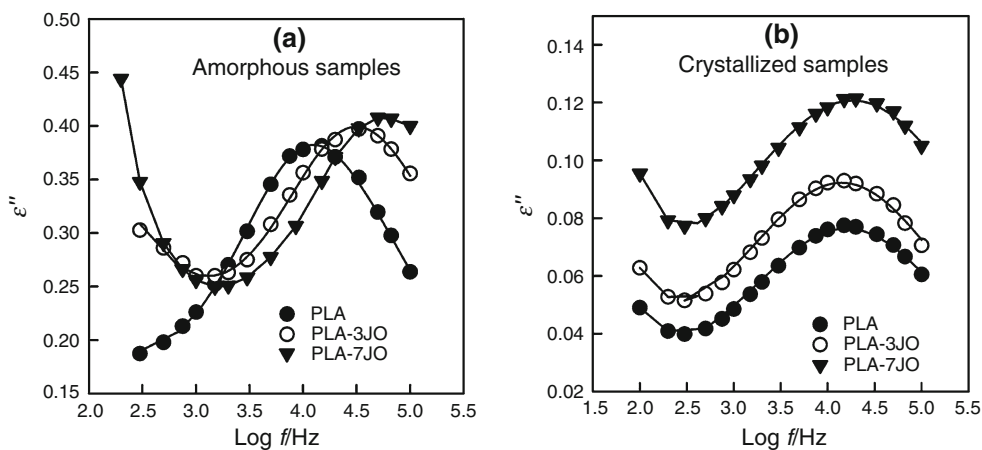 (a)
Amorphous samples
0.50
0.45
0.40
0.35
0.30
0.25
0.20
0.15
ε″
PLA
PLA-3JO
PLA-7JO
2.0 2.5 3.0 3.5 4.0 4.5 5.0 5.5
Log f/Hz
(b)
Crystallized samples
0.14
0.12
0.10
0.08
0.06
0.04
0.02
ε″
PLA
PLA-3JO
PLA-7JO
1.5 2.0 2.5 3.0 3.5 4.0 4.5 5.0 5.5
Log f/Hz